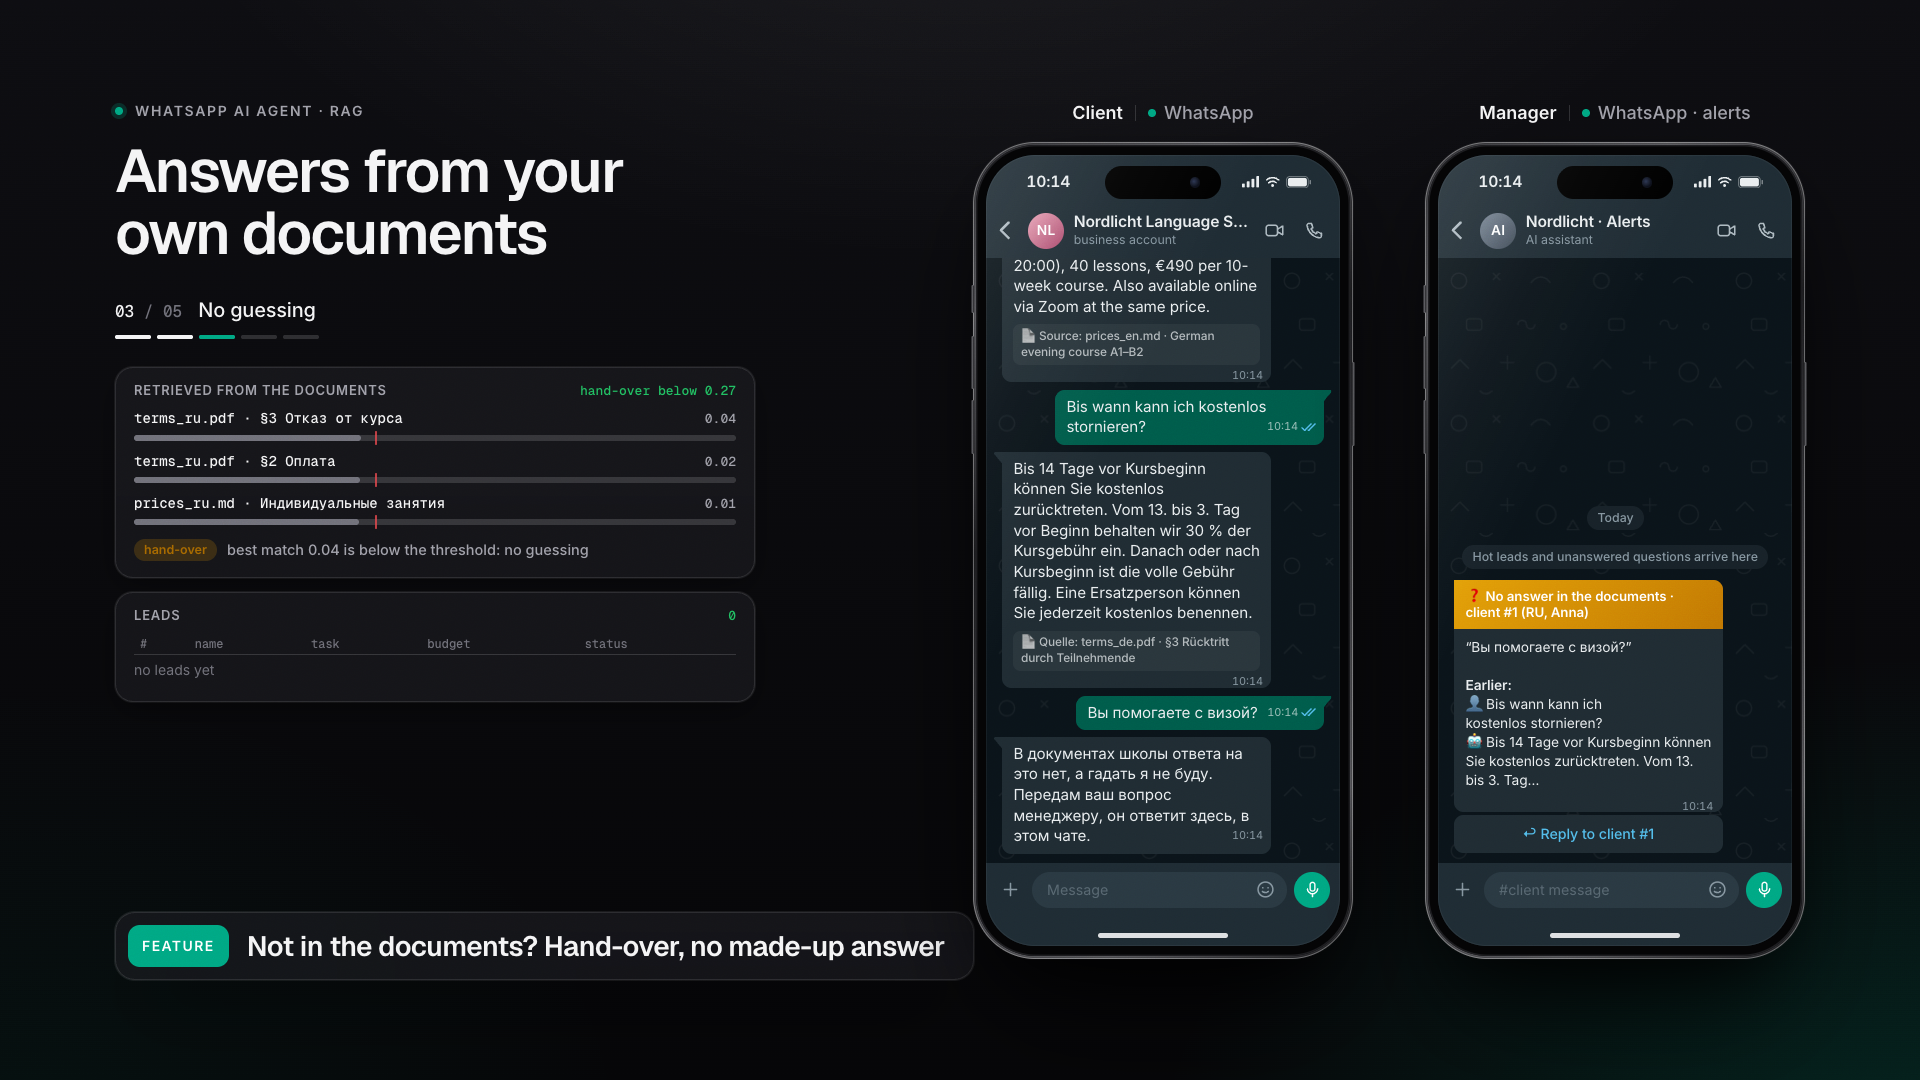 WHATSAPP AI AGENT · RAG
Answers from your
own documents
03 / 05 No guessing
RETRIEVED FROM THE DOCUMENTS hand-over below 0.27
terms_ru.pdf · §3 Отказ от курса 0.04
terms_ru.pdf · §2 Оплата 0.02
prices_ru.md · Индивидуальные занятия 0.01
hand-over best match 0.04 is below the threshold: no guessing
LEADS 0
# name task budget status
no leads yet
FEATURE Not in the documents? Hand-over, no made-up answer
Client WhatsApp
10:14
NL Nordlicht Language S...
business account
20:00), 40 lessons, €490 per 10-
week course. Also available online
via Zoom at the same price.
Source: prices_en.md · German
evening course A1–B2
10:14
Bis wann kann ich kostenlos
stornieren? 10:14
Bis 14 Tage vor Kursbeginn
können Sie kostenlos
zurücktreten. Vom 13. bis 3. Tag
vor Beginn behalten wir 30 % der
Kursgebühr ein. Danach oder nach
Kursbeginn ist die volle Gebühr
fällig. Eine Ersatzperson können
Sie jederzeit kostenlos benennen.
Quelle: terms_de.pdf · §3 Rücktritt
durch Teilnehmende
10:14
Вы помогаете с визой? 10:14
В документах школы ответа на
это нет, а гадать я не буду.
Передам ваш вопрос
менеджеру, он ответит здесь, в
этом чате. 10:14
Message
Manager WhatsApp · alerts
10:14
AI Nordlicht · Alerts
AI assistant
Today
Hot leads and unanswered questions arrive here
❓ No answer in the documents ·
client #1 (RU, Anna)
“Вы помогаете с визой?”
Earlier:
Bis wann kann ich
kostenlos stornieren?
Bis 14 Tage vor Kursbeginn können
Sie kostenlos zurücktreten. Vom 13.
bis 3. Tag...
10:14
Reply to client #1
#client message